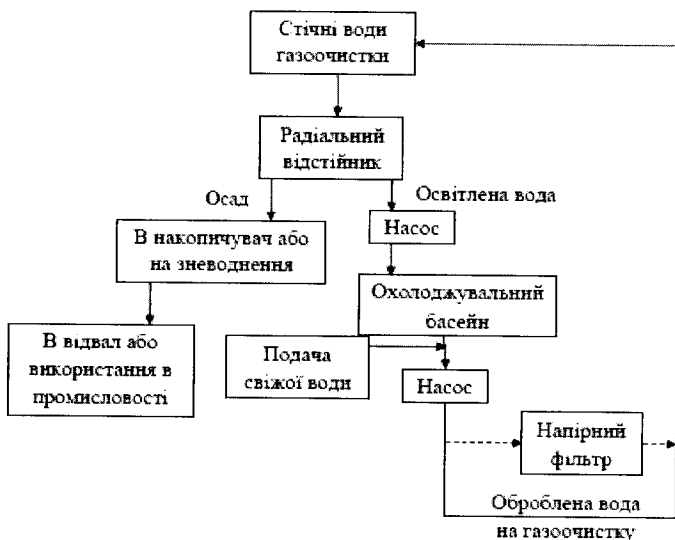 Стічні води
газоочистки
Радіальний
відстійник
Осад
Освітлена вода
В накопичувач або
на зневоднення
Насос
Охолоджувальний
басейн
В відвал або
використання в
промисловості
Подача
свіжої води
Насос
Напірний
фільтр
Оброблена вода
на газоочистку